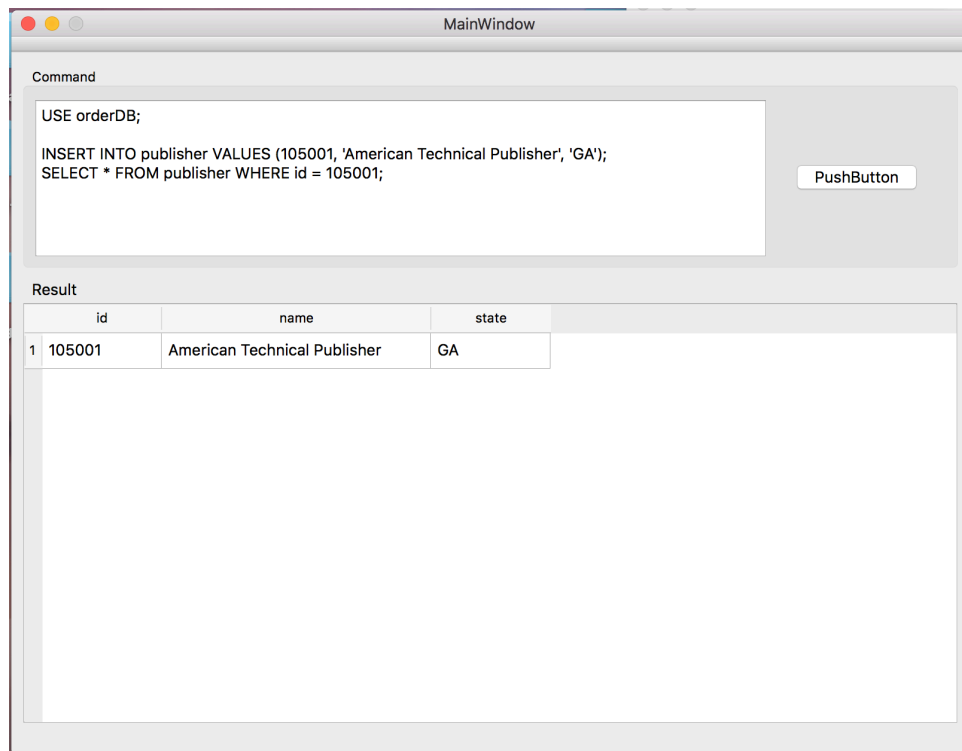 MainWindow
Command
USE orderDB;
INSERT INTO publisher VALUES (105001, 'American Technical Publisher', 'GA');
SELECT * FROM publisher WHERE id = 105001;
PushButton
Result
id name state
1 105001 American Technical Publisher GA